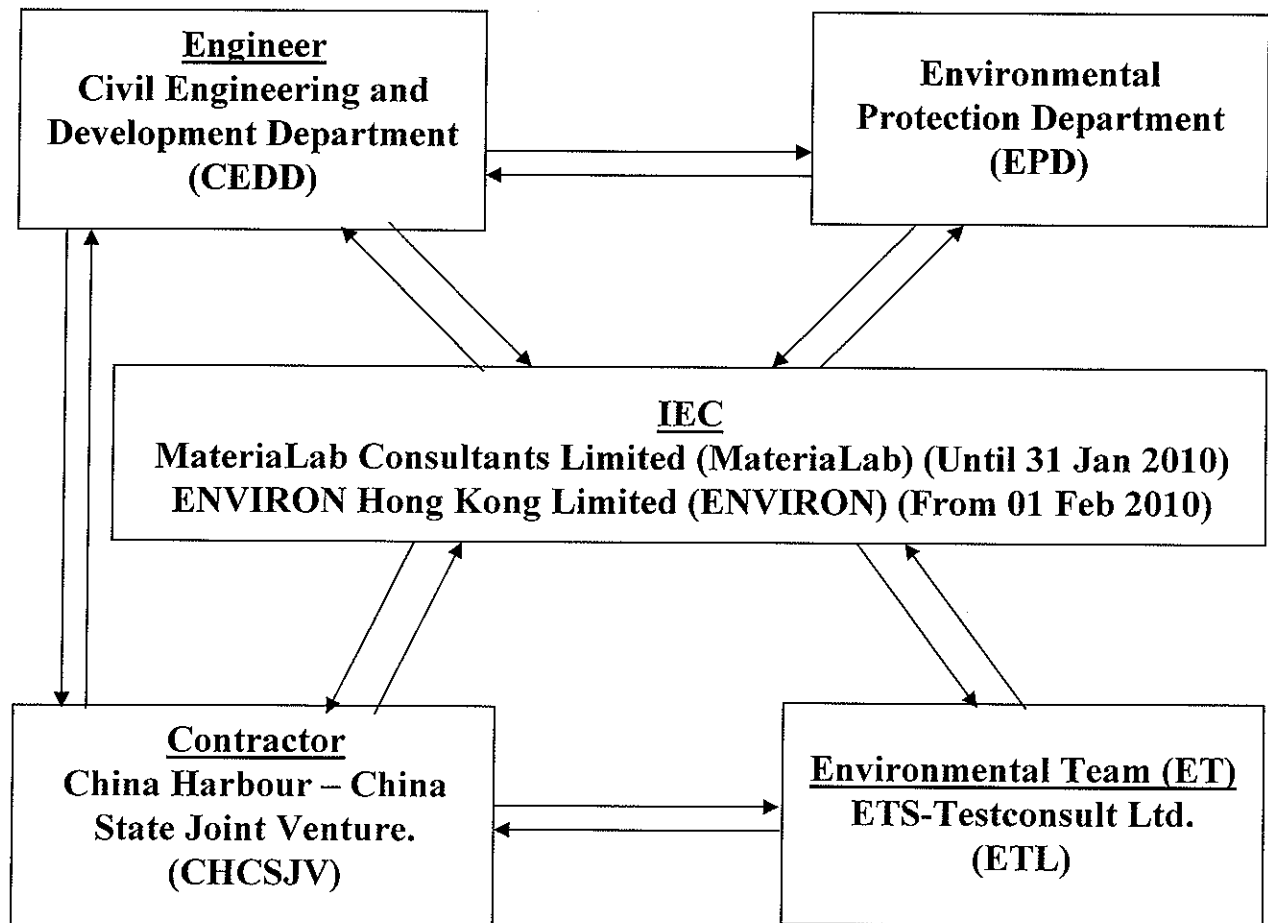 Engineer
Civil Engineering and
Development Department
(CEDD)
Environmental
Protection Department
(EPD)
IEC
MateriaLab Consultants Limited (MateriaLab) (Until 31 Jan 2010)
ENVIRON Hong Kong Limited (ENVIRON) (From 01 Feb 2010)
Contractor
China Harbour – China
State Joint Venture.
(CHCSJV)
Environmental Team (ET)
ETS-Testconsult Ltd.
(ETL)